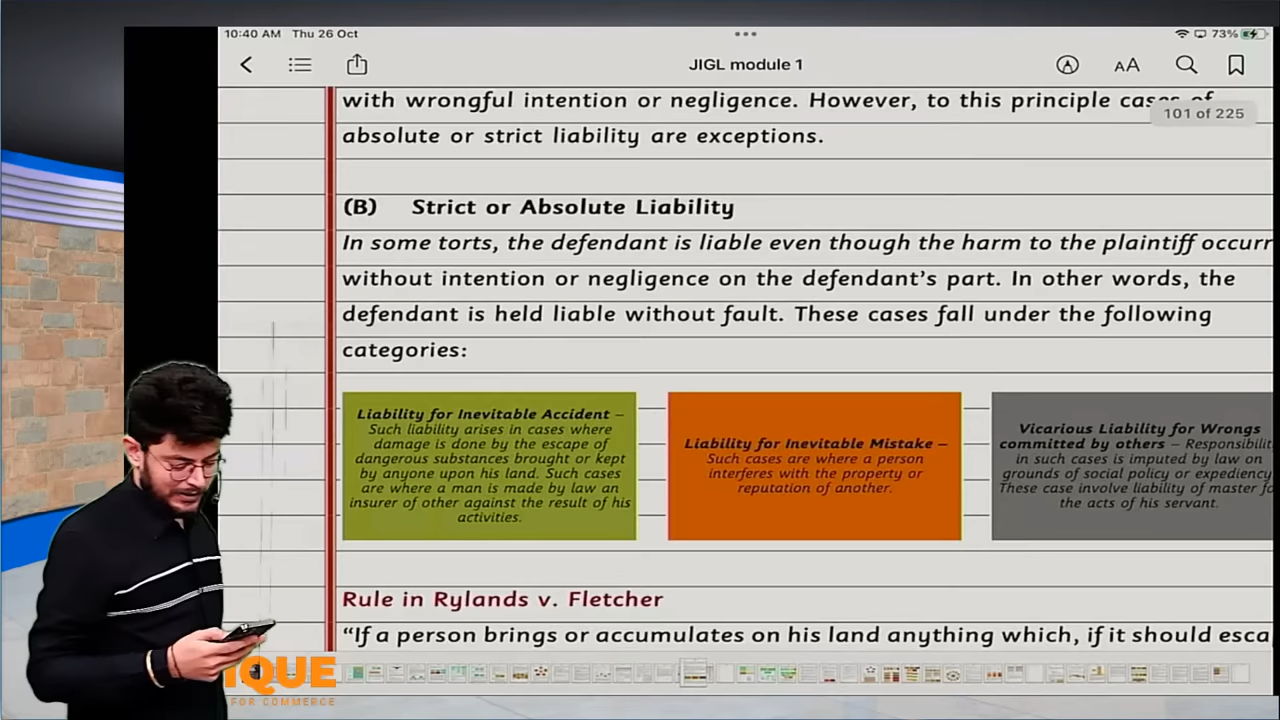 10:40 AM Thu 26 Oct
73%
JIGL module 1
AA
101 of 225
with wrongful intention or negligence. However, to this principle cases of
absolute or strict liability are exceptions.
(B) Strict or Absolute Liability
In some torts, the defendant is liable even though the harm to the plaintiff occurr
without intention or negligence on the defendant's part. In other words, the
defendant is held liable without fault. These cases fall under the following
categories:
Liability for Inevitable Accident –
Such liability arises in cases where
damage is done by the escape of
dangerous substances brought or kept
by anyone upon his land. Such cases
are where a man is made by law an
insurer of other against the result of his
activities.
Liability for Inevitable Mistake –
Such cases are where a person
interferes with the property or
reputation of another.
Vicarious Liability for Wrongs
committed by others – Responsibilit
in such cases is imputed by law on
grounds of social policy or expediency
These case involve liability of master fo
the acts of his servant.
Rule in Rylands v. Fletcher
“If a person brings or accumulates on his land anything which, if it should esca
IQUE
FOR COMMERCE